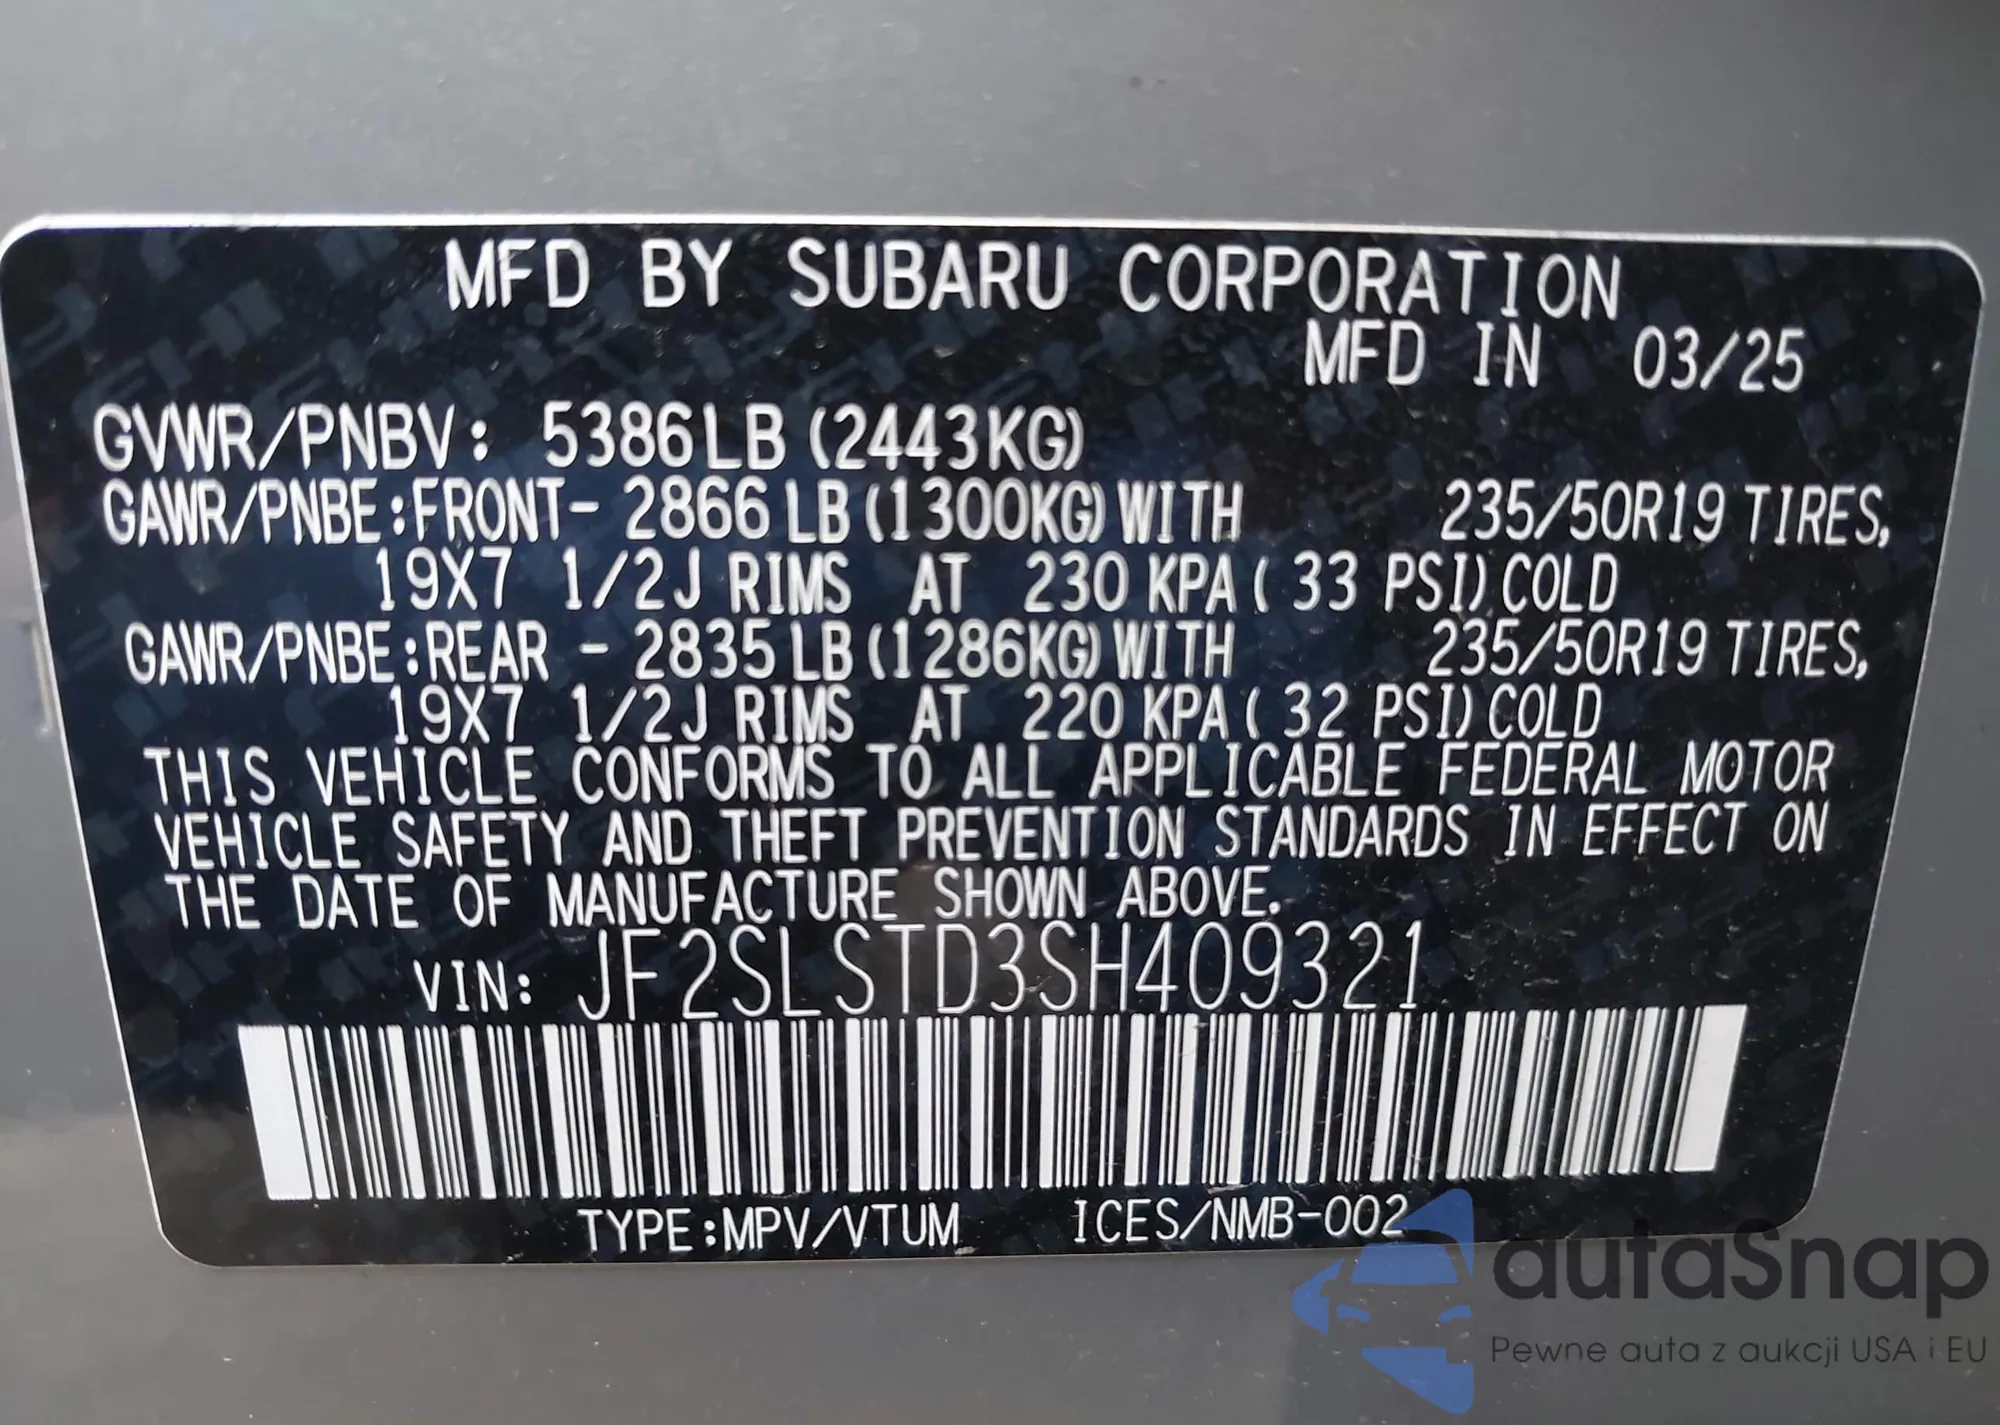 MFD BY SUBARU CORPORATION
MFD IN 03/25
GVWR/PNBV: 5386LB (2443KG)
GAWR/PNBE:FRONT- 2866LB (1300KG) WITH 235/50R19 TIRES,
19X7 1/2J RIMS AT 230 KPA( 33 PSI) COLD
GAWR/PNBE:REAR - 2835LB (1286KG) WITH 235/50R19 TIRES,
19X7 1/2J RIMS AT 220 KPA( 32 PSI) COLD
THIS VEHICLE CONFORMS TO ALL APPLICABLE FEDERAL MOTOR
VEHICLE SAFETY AND THEFT PREVENTION STANDARDS IN EFFECT ON
THE DATE OF MANUFACTURE SHOWN ABOVE.
VIN: JF2SLSTD3SH409321
TYPE:MPV/VTUM ICES/NMB-002
autaSnap
Pewne auta z aukcji USA i EU